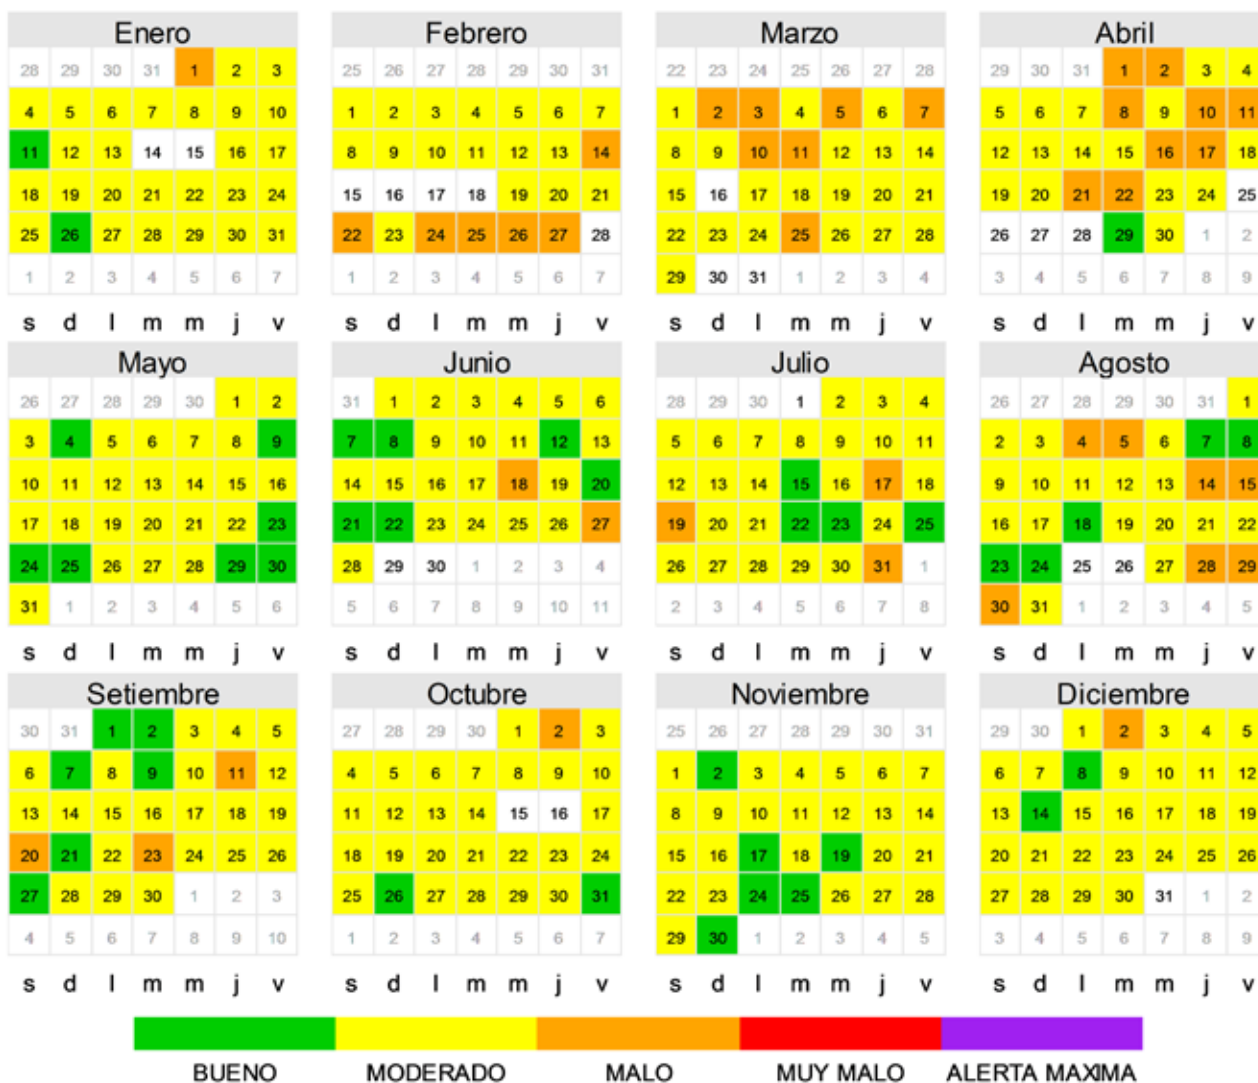 Enero Febrero Marzo Abril
28 29 30 31 1 2 3 25 26 27 28 29 30 31 22 23 24 25 26 27 28 29 30 31 1 2 3 4
4 5 6 7 8 9 10 1 2 3 4 5 6 7 1 2 3 4 5 6 7 5 6 7 8 9 10 11
11 12 13 14 15 16 17 8 9 10 11 12 13 14 8 9 10 11 12 13 14 12 13 14 15 16 17 18
18 19 20 21 22 23 24 15 16 17 18 19 20 21 15 16 17 18 19 20 21 19 20 21 22 23 24 25
25 26 27 28 29 30 31 22 23 24 25 26 27 28 22 23 24 25 26 27 28 26 27 28 29 30 1 2
1 2 3 4 5 6 7 1 2 3 4 5 6 7 29 30 31 1 2 3 4 3 4 5 6 7 8 9
s d l m m j v s d l m m j v s d l m m j v s d l m m j v
Mayo Junio Julio Agosto
26 27 28 29 30 1 2 31 1 2 3 4 5 6 28 29 30 1 2 3 4 26 27 28 29 30 31 1
3 4 5 6 7 8 9 7 8 9 10 11 12 13 5 6 7 8 9 10 11 2 3 4 5 6 7 8
10 11 12 13 14 15 16 14 15 16 17 18 19 20 12 13 14 15 16 17 18 9 10 11 12 13 14 15
17 18 19 20 21 22 23 21 22 23 24 25 26 27 19 20 21 22 23 24 25 16 17 18 19 20 21 22
24 25 26 27 28 29 30 28 29 30 1 2 3 4 26 27 28 29 30 31 1 23 24 25 26 27 28 29
31 1 2 3 4 5 6 5 6 7 8 9 10 11 2 3 4 5 6 7 8 30 31 1 2 3 4 5
s d l m m j v s d l m m j v s d l m m j v s d l m m j v
Setiembre Octubre Noviembre Diciembre
30 31 1 2 3 4 5 27 28 29 30 1 2 3 25 26 27 28 29 30 31 29 30 1 2 3 4 5
6 7 8 9 10 11 12 4 5 6 7 8 9 10 1 2 3 4 5 6 7 6 7 8 9 10 11 12
13 14 15 16 17 18 19 11 12 13 14 15 16 17 8 9 10 11 12 13 14 13 14 15 16 17 18 19
20 21 22 23 24 25 26 18 19 20 21 22 23 24 15 16 17 18 19 20 21 20 21 22 23 24 25 26
27 28 29 30 1 2 3 25 26 27 28 29 30 31 22 23 24 25 26 27 28 27 28 29 30 31 1 2
4 5 6 7 8 9 10 1 2 3 4 5 6 7 29 30 1 2 3 4 5 3 4 5 6 7 8 9
s d l m m j v s d l m m j v s d l m m j v s d l m m j v
BUENO MODERADO MALO MUY MALO ALERTA MAXIMA